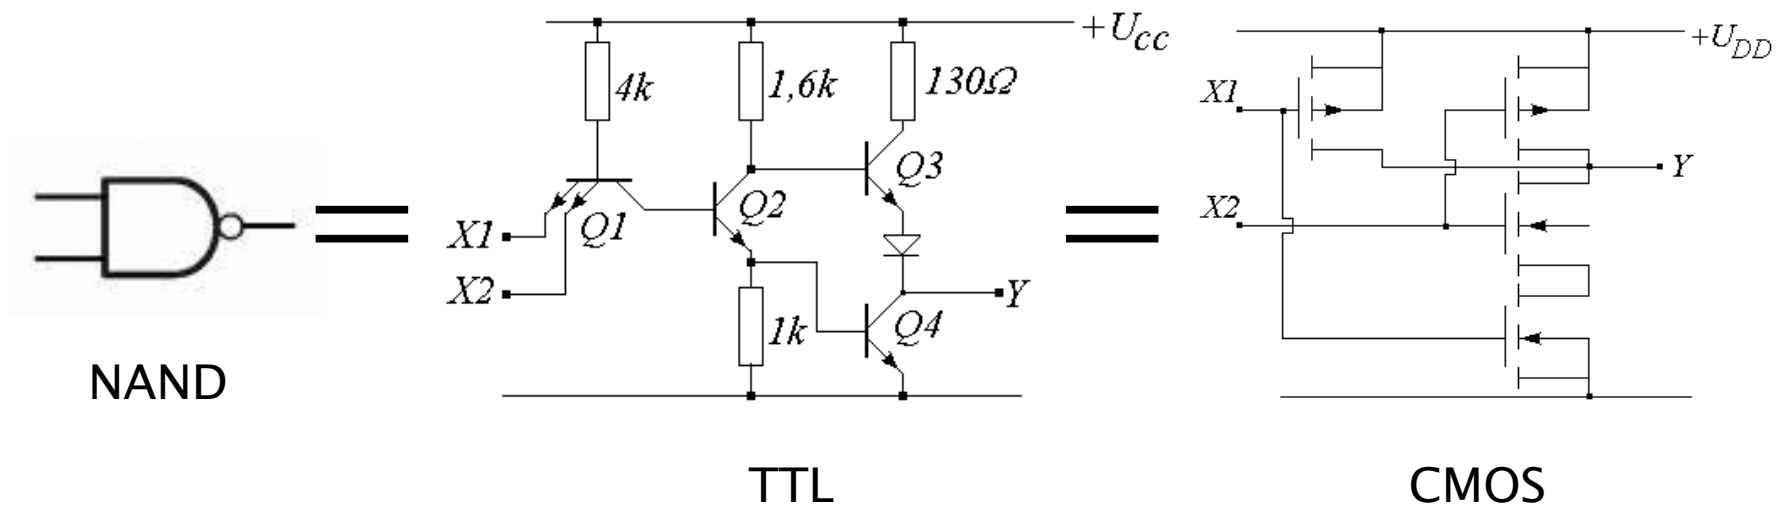 +UCC
4k
1,6k
130Ω
Q1
Q2
Q3
X1
X2
1k
Q4
Y
+UDD
X1
Y
X2
NAND
TTL
CMOS